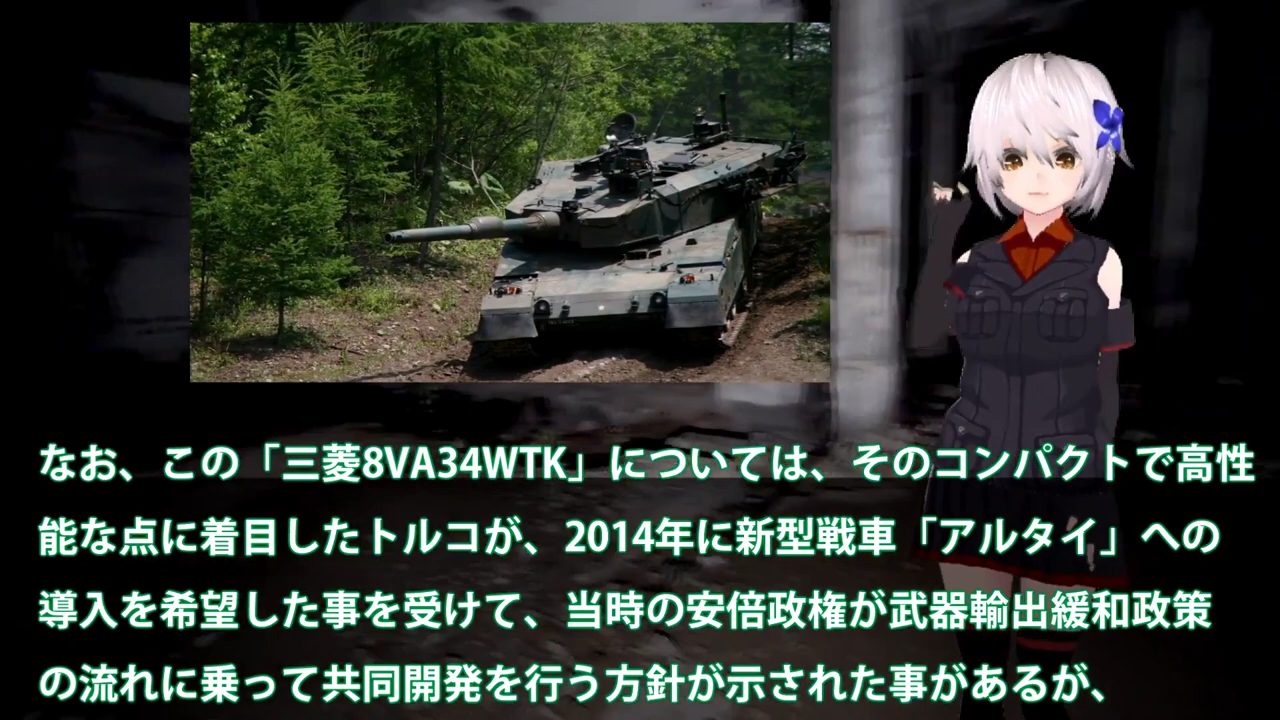 なお、この「三菱8VA34WTK」については、そのコンパクトで高性
能な点に着目したトルコが、2014年に新型戦車「アルタイ」への
導入を希望した事を受けて、当時の安倍政権が武器輸出緩和政策
の流れに乗って共同開発を行う方針が示された事があるが、